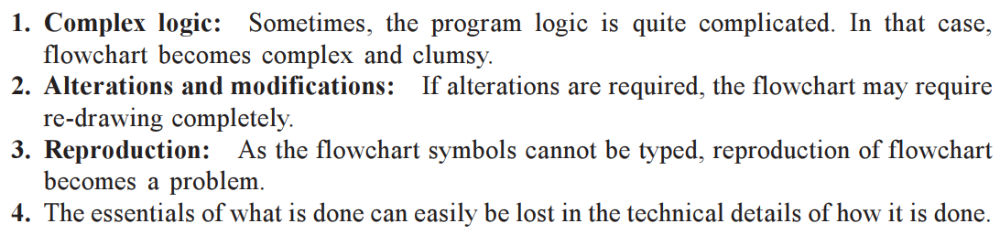 1. Complex logic: Sometimes, the program logic is quite complicated. In that case,
flowchart becomes complex and clumsy.
2. Alterations and modifications: If alterations are required, the flowchart may require
re-drawing completely.
3. Reproduction: As the flowchart symbols cannot be typed, reproduction of flowchart
becomes a problem.
4. The essentials of what is done can easily be lost in the technical details of how it is done.